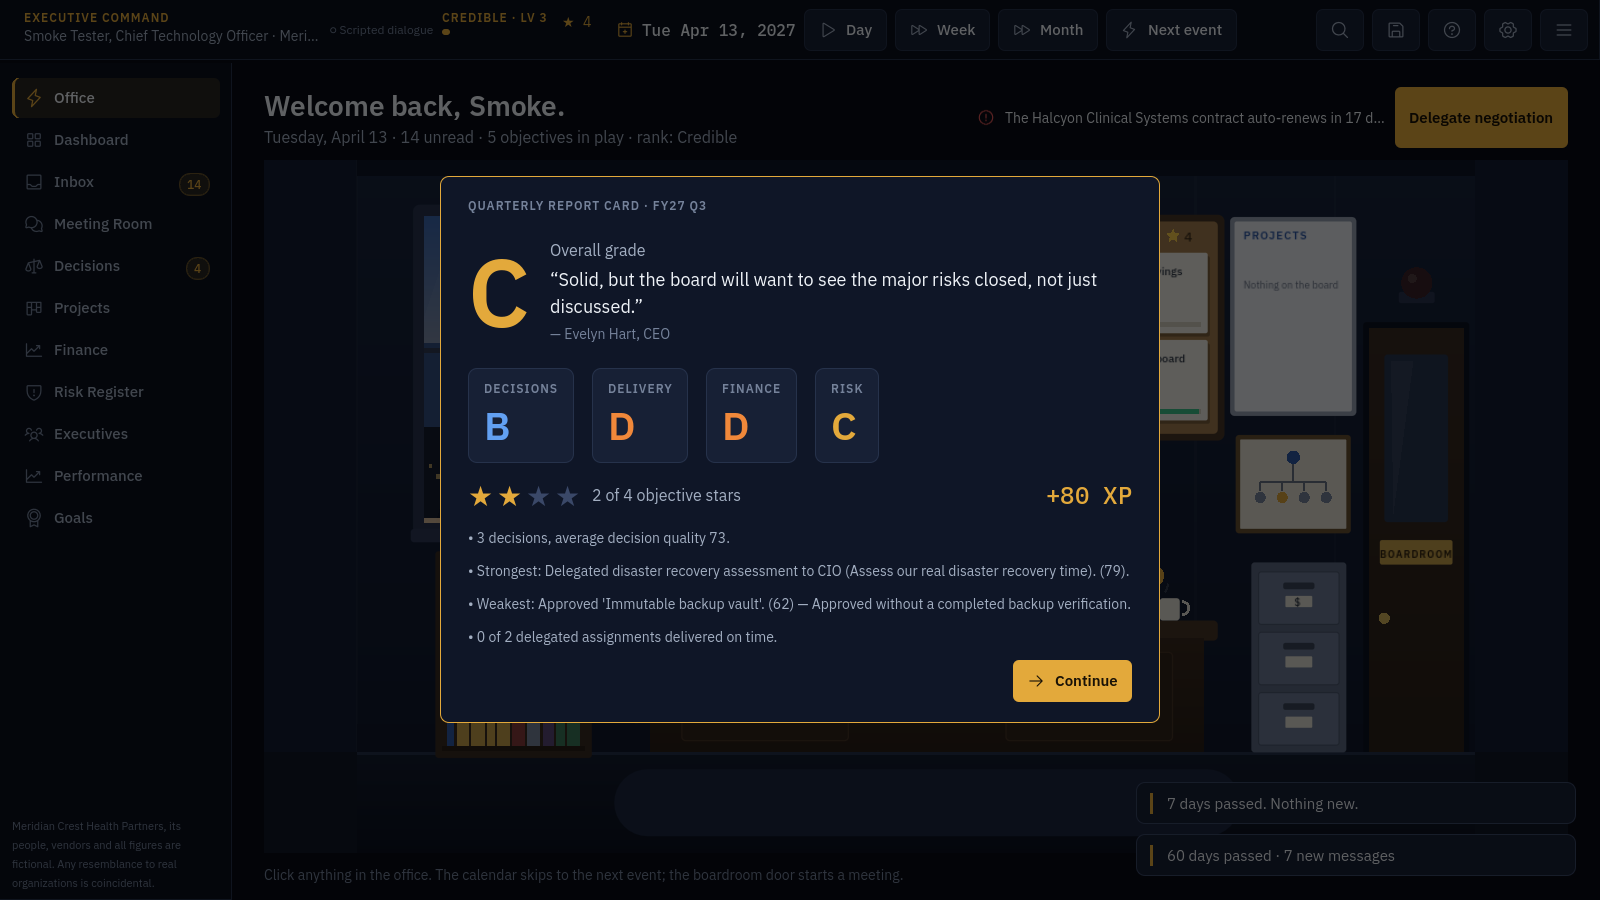 EXECUTIVE COMMAND
Smoke Tester, Chief Technology Officer · Meri...
Scripted dialogue
CREDIBLE · LV 3
★ 4
Tue Apr 13, 2027
Day
Week
Month
Next event
Office
Dashboard
Inbox
14
Meeting Room
Decisions
4
Projects
Finance
Risk Register
Executives
Performance
Goals
Meridian Crest Health Partners, its
people, vendors and all figures are
fictional. Any resemblance to real
organizations is coincidental.
Welcome back, Smoke.
Tuesday, April 13 · 14 unread · 5 objectives in play · rank: Credible
The Halcyon Clinical Systems contract auto-renews in 17 d...
Delegate negotiation
QUARTERLY REPORT CARD · FY27 Q3
C
Overall grade
“Solid, but the board will want to see the major risks closed, not just
discussed.”
— Evelyn Hart, CEO
DECISIONS
B
DELIVERY
D
FINANCE
D
RISK
C
2 of 4 objective stars
+80 XP
• 3 decisions, average decision quality 73.
• Strongest: Delegated disaster recovery assessment to CIO (Assess our real disaster recovery time). (79).
• Weakest: Approved 'Immutable backup vault'. (62) — Approved without a completed backup verification.
• 0 of 2 delegated assignments delivered on time.
Continue
★ 4
PROJECTS
Nothing on the board
BOARDROOM
$
7 days passed. Nothing new.
60 days passed · 7 new messages
Click anything in the office. The calendar skips to the next event; the boardroom door starts a meeting.